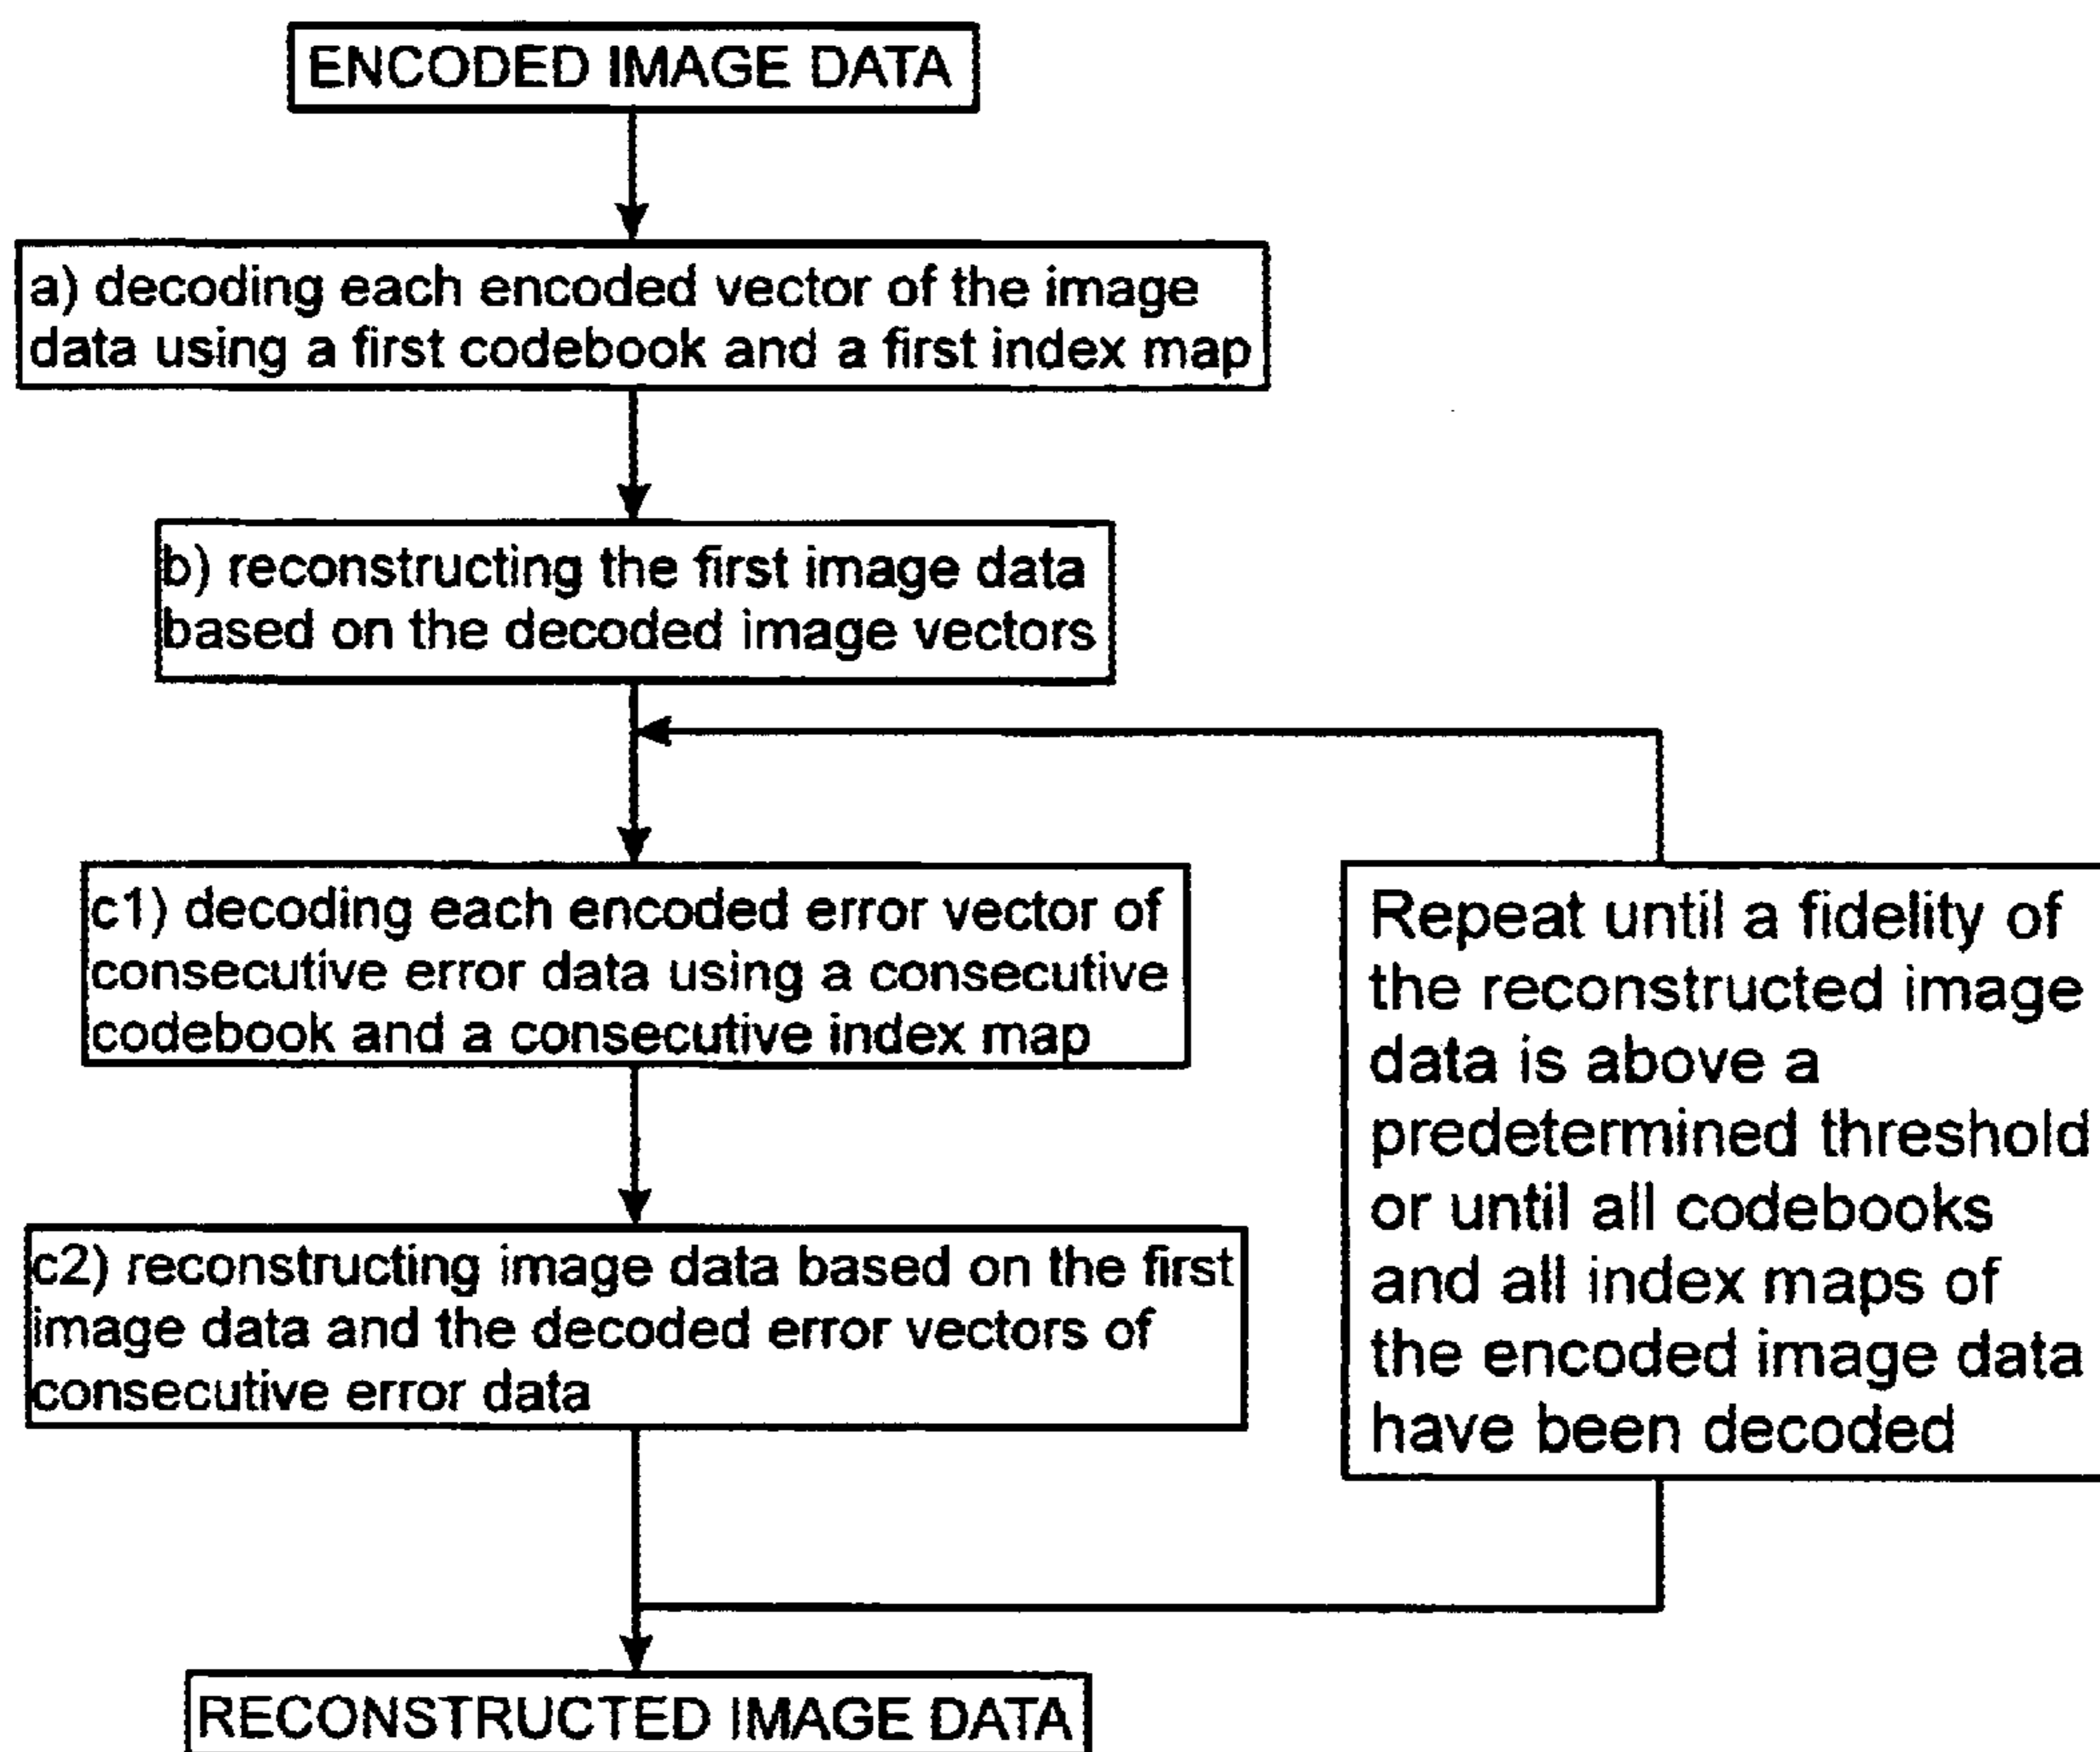 ENCODED IMAGE DATA
a) decoding each encoded vector of the image
data using a first codebook and a first index map
b) reconstructing the first image data
based on the decoded image vectors
c1) decoding each encoded error vector of
consecutive error data using a consecutive
codebook and a consecutive index map
c2) reconstructing image data based on the first
image data and the decoded error vectors of
consecutive error data
Repeat until a fidelity of
the reconstructed image
data is above a
predetermined threshold
or until all codebooks
and all index maps of
the encoded image data
have been decoded
RECONSTRUCTED IMAGE DATA